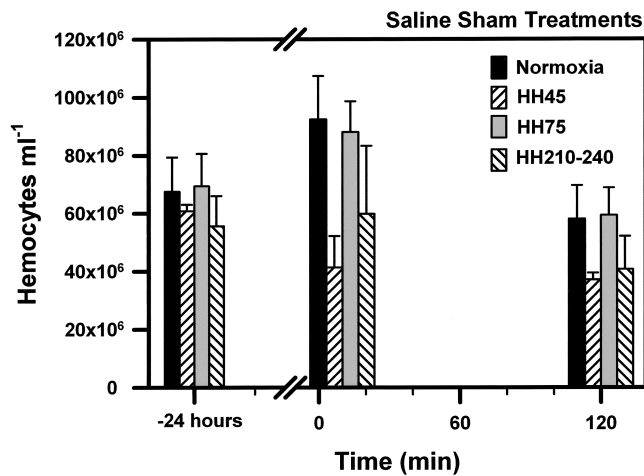 Saline Sham Treatments
120x10⁶
100x10⁶
80x10⁶
60x10⁶
40x10⁶
20x10⁶
0
Hemocytes ml⁻¹
Normoxia
HH45
HH75
HH210-240
-24 hours
0
60
120
Time (min)